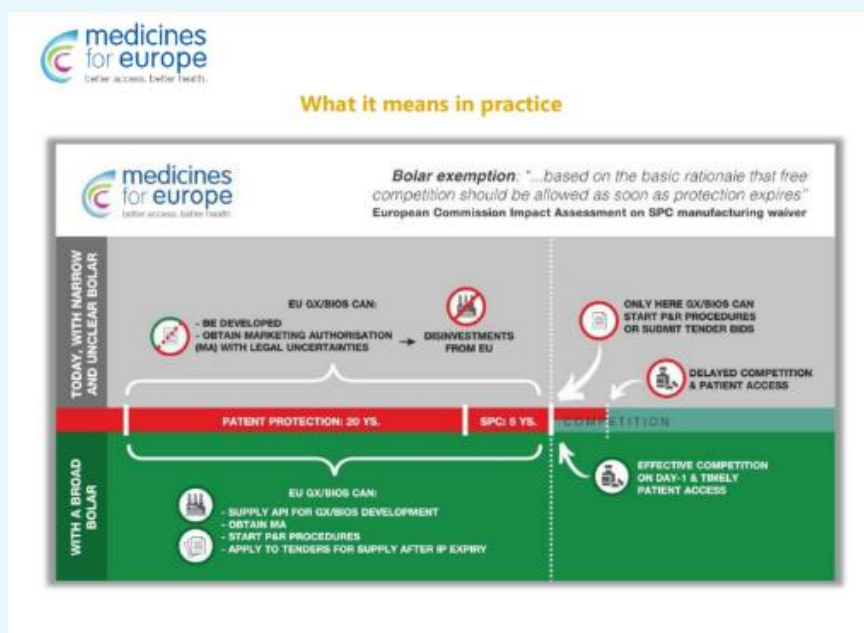 medicines
for europe
better access. better health.
What it means in practice
medicines
for europe
better access. better health.
Bolar exemption: "...based on the basic rationale that free
competition should be allowed as soon as protection expires"
European Commission Impact Assessment on SPC manufacturing waiver
TODAY, WITH NARROW
AND UNCLEAR BOLAR
EU GX/BIOS CAN:
- BE DEVELOPED
- OBTAIN MARKETING AUTHORISATION
(MA) WITH LEGAL UNCERTAINTIES
DISINVESTMENTS
FROM EU
ONLY HERE GX/BIOS CAN
START P&R PROCEDURES
OR SUBMIT TENDER BIDS
DELAYED COMPETITION
& PATIENT ACCESS
PATENT PROTECTION: 20 YS.
SPC: 5 YS.
COMPETITION
WITH A BROAD
BOLAR
EU GX/BIOS CAN:
- SUPPLY API FOR GX/BIOS DEVELOPMENT
- OBTAIN MA
- START P&R PROCEDURES
- APPLY TO TENDERS FOR SUPPLY AFTER IP EXPIRY
EFFECTIVE COMPETITION
ON DAY-1 & TIMELY
PATIENT ACCESS